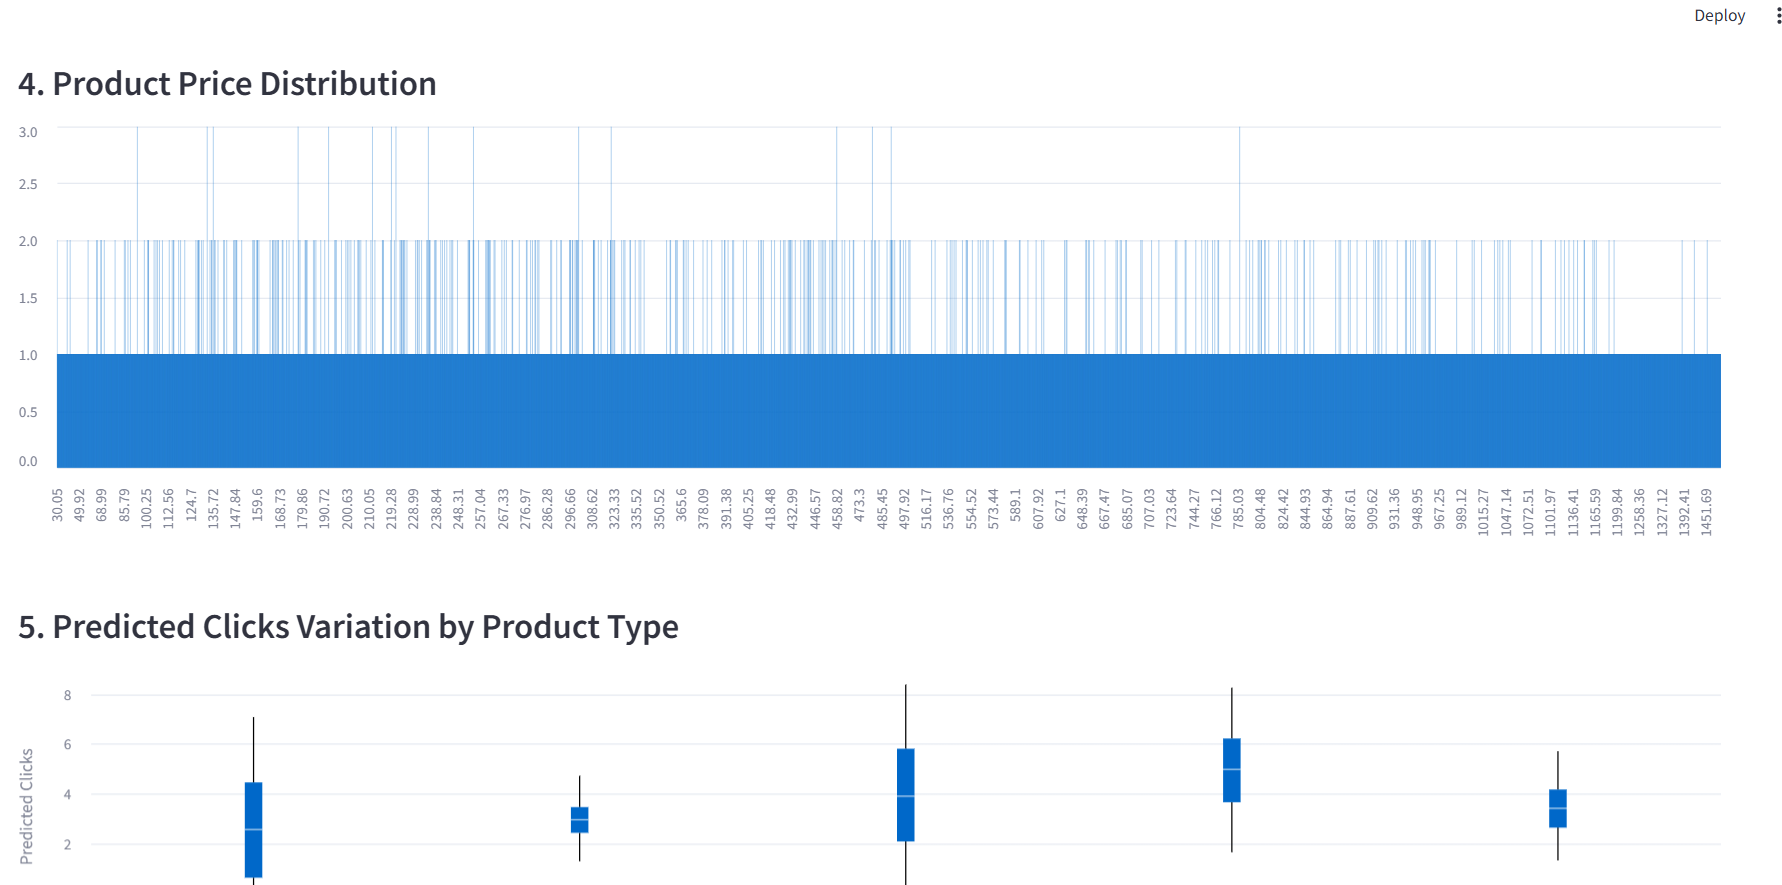 Deploy
4. Product Price Distribution
3.0
2.5
2.0
1.5
1.0
0.5
0.0
30.05 49.92 68.99 85.79 100.25 112.56 124.7 135.72 147.84 159.6 168.73 179.86 190.72 200.63 210.05 219.28 228.99 238.84 248.31 257.04 267.33 276.97 286.28 296.66 308.62 323.33 335.52 350.52 365.6 378.09 391.38 405.25 418.48 432.99 446.57 458.82 473.3 485.45 497.92 516.17 536.76 554.52 573.44 589.1 607.92 627.1 648.39 667.47 685.07 707.03 723.64 744.27 766.12 785.03 804.48 824.42 844.93 864.94 887.61 909.62 931.36 948.95 967.25 989.12 1015.27 1047.14 1072.51 1101.97 1136.41 1165.59 1199.84 1258.36 1327.12 1392.41 1451.69
5. Predicted Clicks Variation by Product Type
8
6
4
2
Predicted Clicks